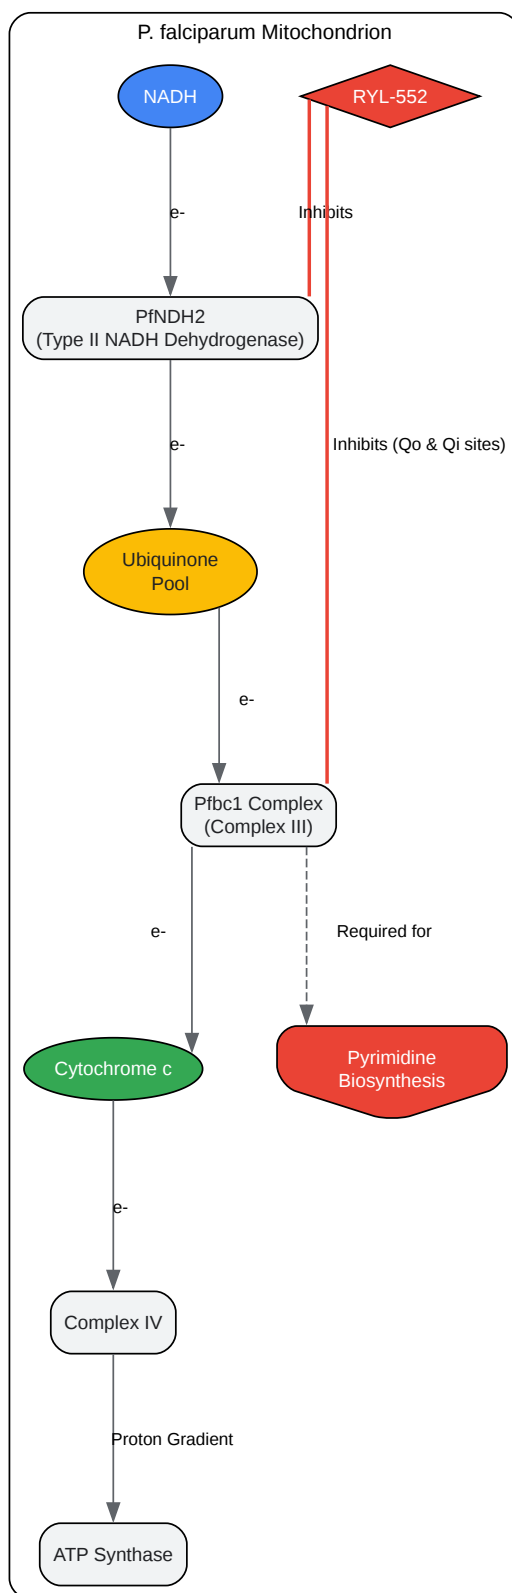 P. falciparum Mitochondrion
NADH
RYL-552
e-
Inhibits
PfNDH2
(Type II NADH Dehydrogenase)
e-
Inhibits (Qo & Qi sites)
Ubiquinone
Pool
e-
Pfbc1 Complex
(Complex III)
e-
Required for
Cytochrome c
Pyrimidine
Biosynthesis
e-
Complex IV
Proton Gradient
ATP Synthase